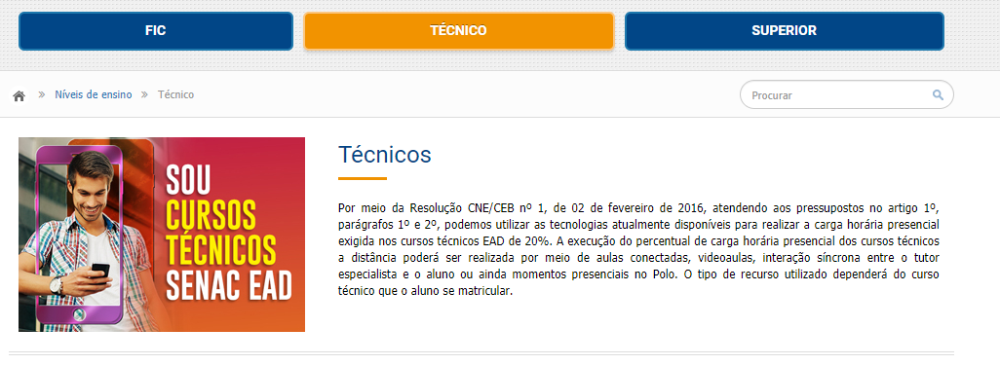 FIC
TÉCNICO
SUPERIOR
Níveis de ensino
Técnico
Procurar
SOU
CURSOS
TÉCNICOS
SENAC EAD
Técnicos
Por meio da Resolução CNE/CEB nº 1, de 02 de fevereiro de 2016, atendendo aos pressupostos no artigo 1º,
parágrafos 1º e 2º, podemos utilizar as tecnologias atualmente disponíveis para realizar a carga horária presencial
exigida nos cursos técnicos EAD de 20%. A execução do percentual de carga horária presencial dos cursos técnicos
a distância poderá ser realizada por meio de aulas conectadas, videoaulas, interação síncrona entre o tutor
especialista e o aluno ou ainda momentos presenciais no Polo. O tipo de recurso utilizado dependerá do curso
técnico que o aluno se matricular.